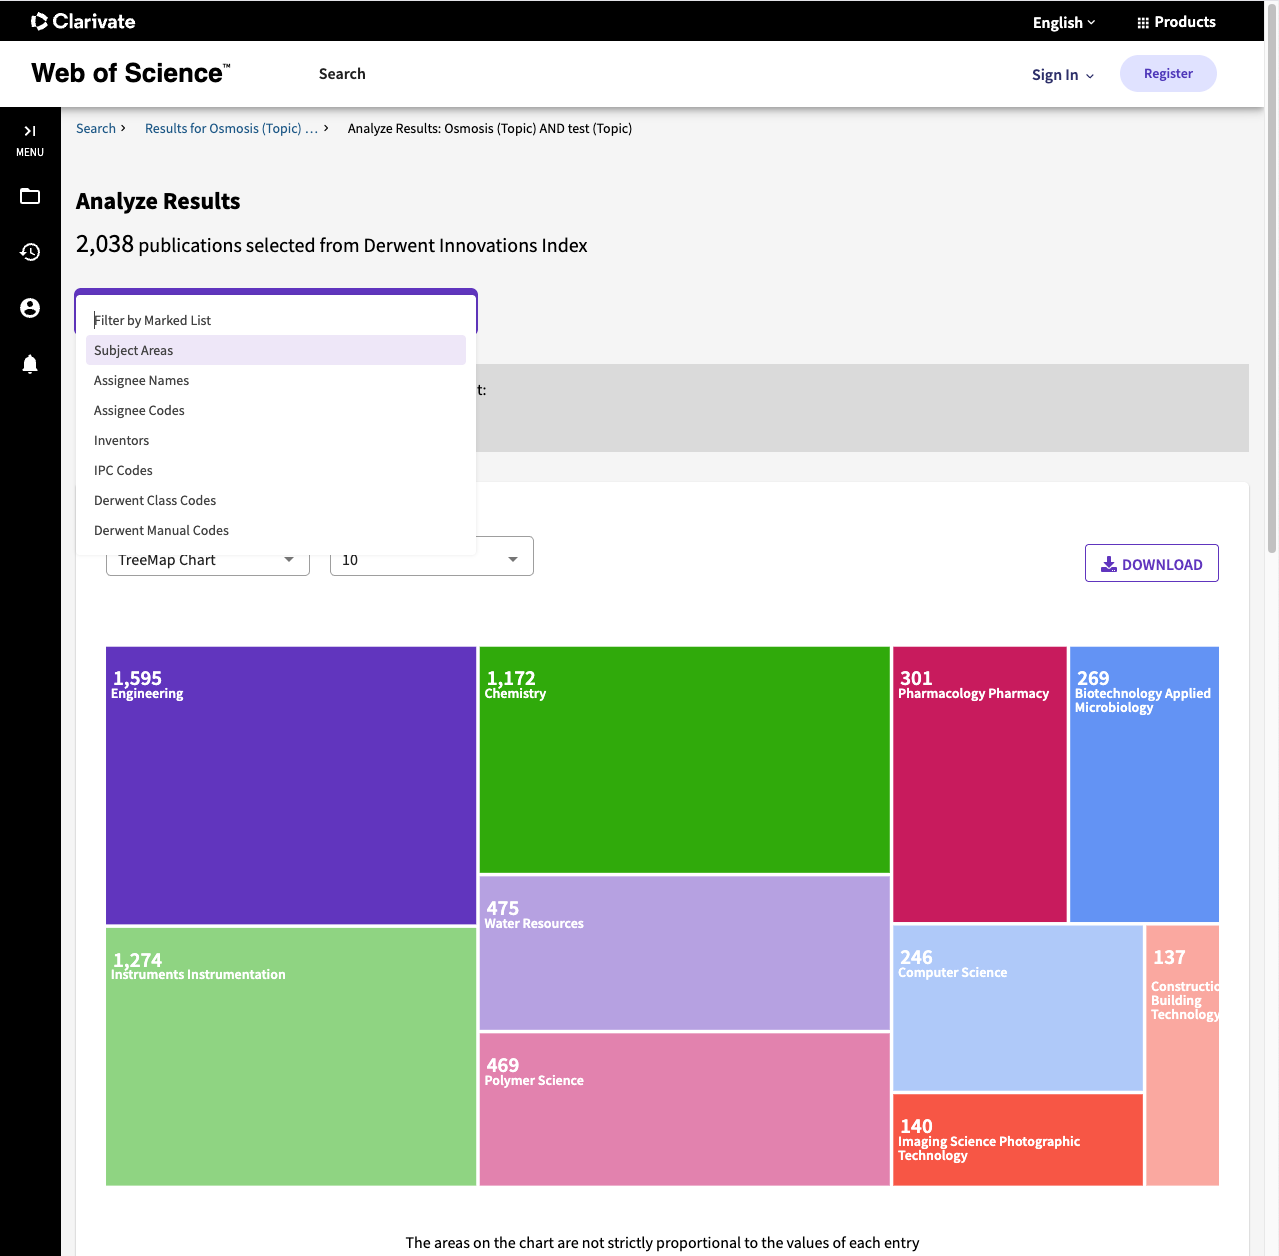 Clarivate
English
Products
Web of Science™
Search
Sign In
Register
MENU
Search
Results for Osmosis (Topic) …
Analyze Results: Osmosis (Topic) AND test (Topic)
Analyze Results
2,038 publications selected from Derwent Innovations Index
Filter by Marked List
Subject Areas
Assignee Names
Assignee Codes
Inventors
IPC Codes
Derwent Class Codes
Derwent Manual Codes
t:
TreeMap Chart
10
DOWNLOAD
1,595
Engineering
1,172
Chemistry
301
Pharmacology Pharmacy
269
Biotechnology Applied
Microbiology
475
Water Resources
1,274
Instruments Instrumentation
246
Computer Science
137
Constructic
Building
Technology
469
Polymer Science
140
Imaging Science Photographic
Technology
The areas on the chart are not strictly proportional to the values of each entry